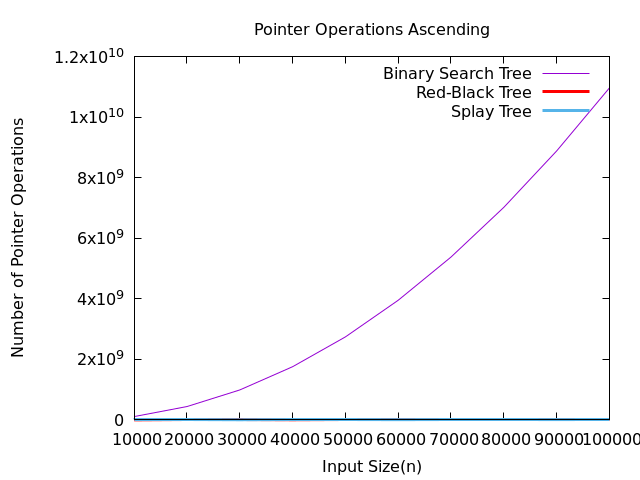 Pointer Operations Ascending
Number of Pointer Operations
1.2x10^10
1x10^10
8x10^9
6x10^9
4x10^9
2x10^9
0
Binary Search Tree
Red-Black Tree
Splay Tree
10000 20000 30000 40000 50000 60000 70000 80000 90000 100000
Input Size(n)